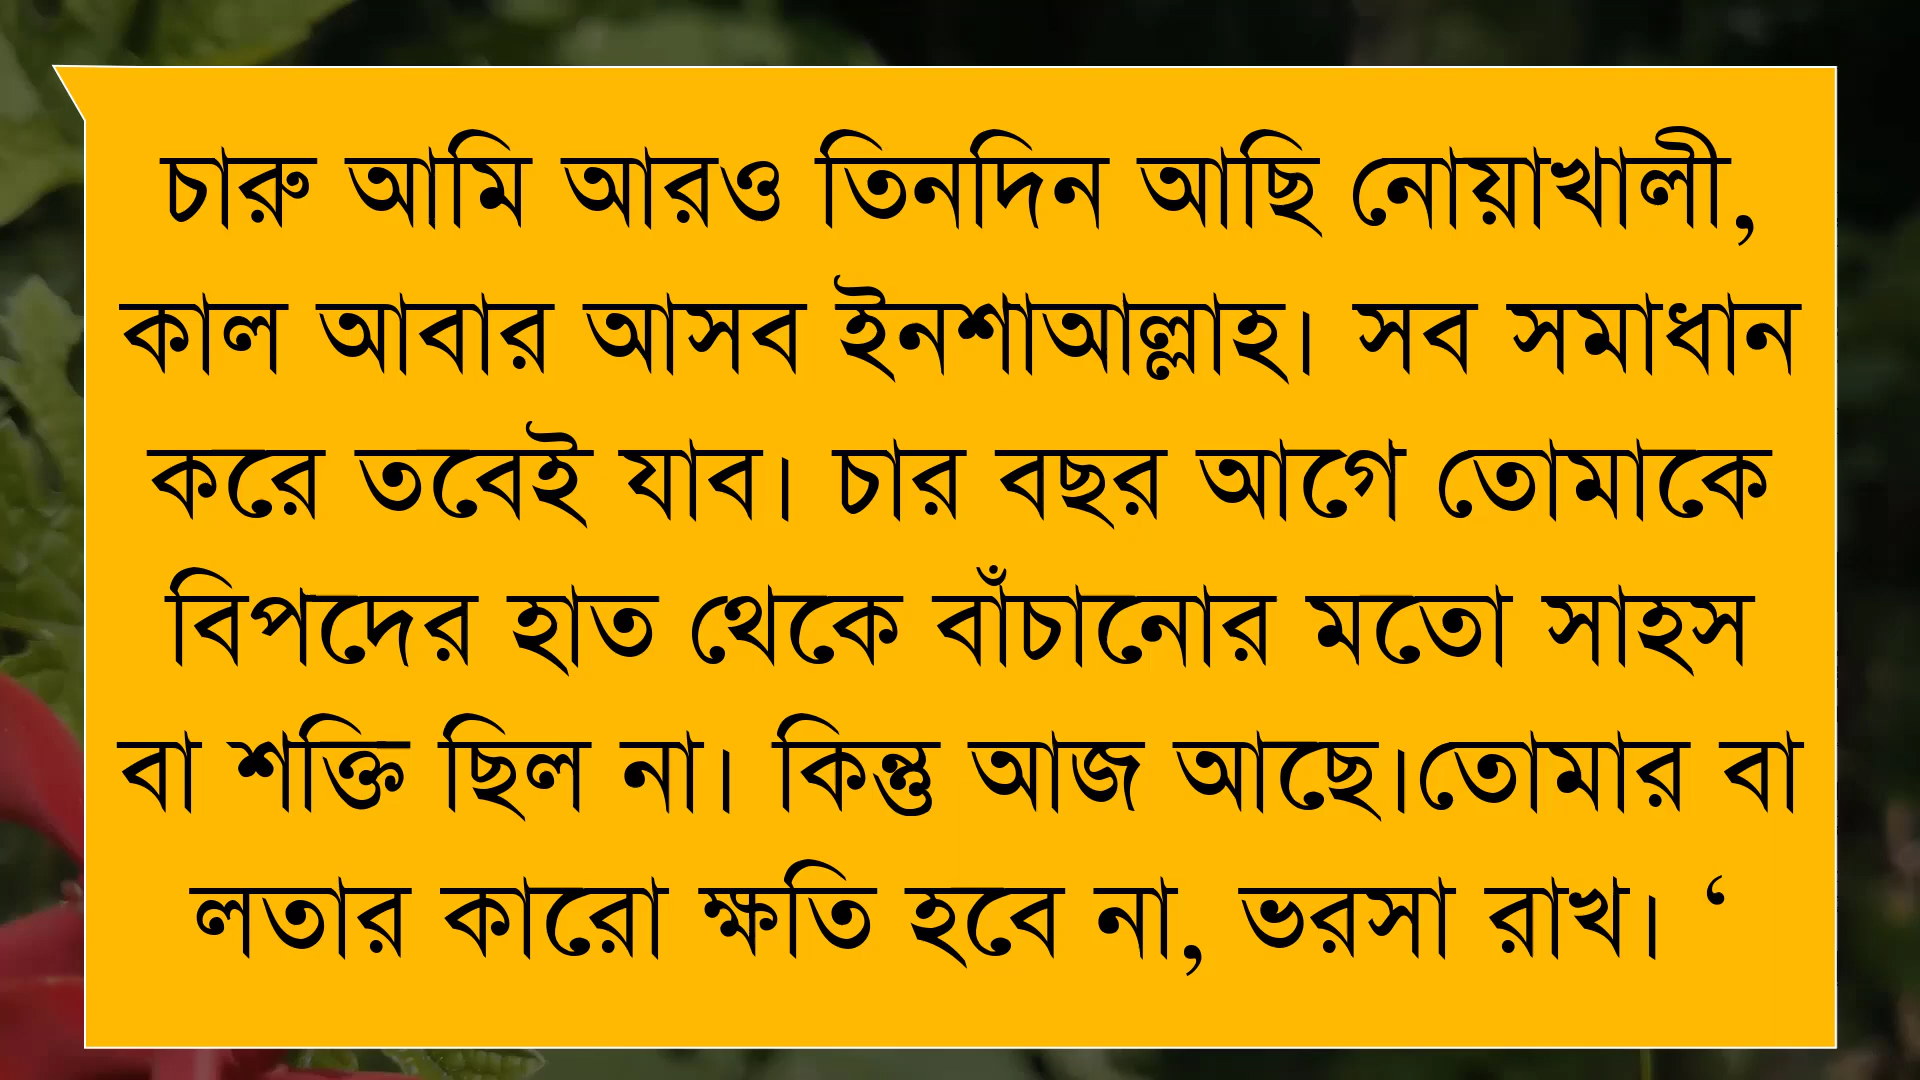 চারু আমি আরও তিনদিন আছি নোয়াখালী,
কাল আবার আসব ইনশাআল্লাহ। সব সমাধান
করে তবেই যাব। চার বছর আগে তোমাকে
বিপদের হাত থেকে বাঁচানোর মতো সাহস
বা শক্তি ছিল না। কিন্তু আজ আছে।তোমার বা
লতার কারো ক্ষতি হবে না, ভরসা রাখ। ‘